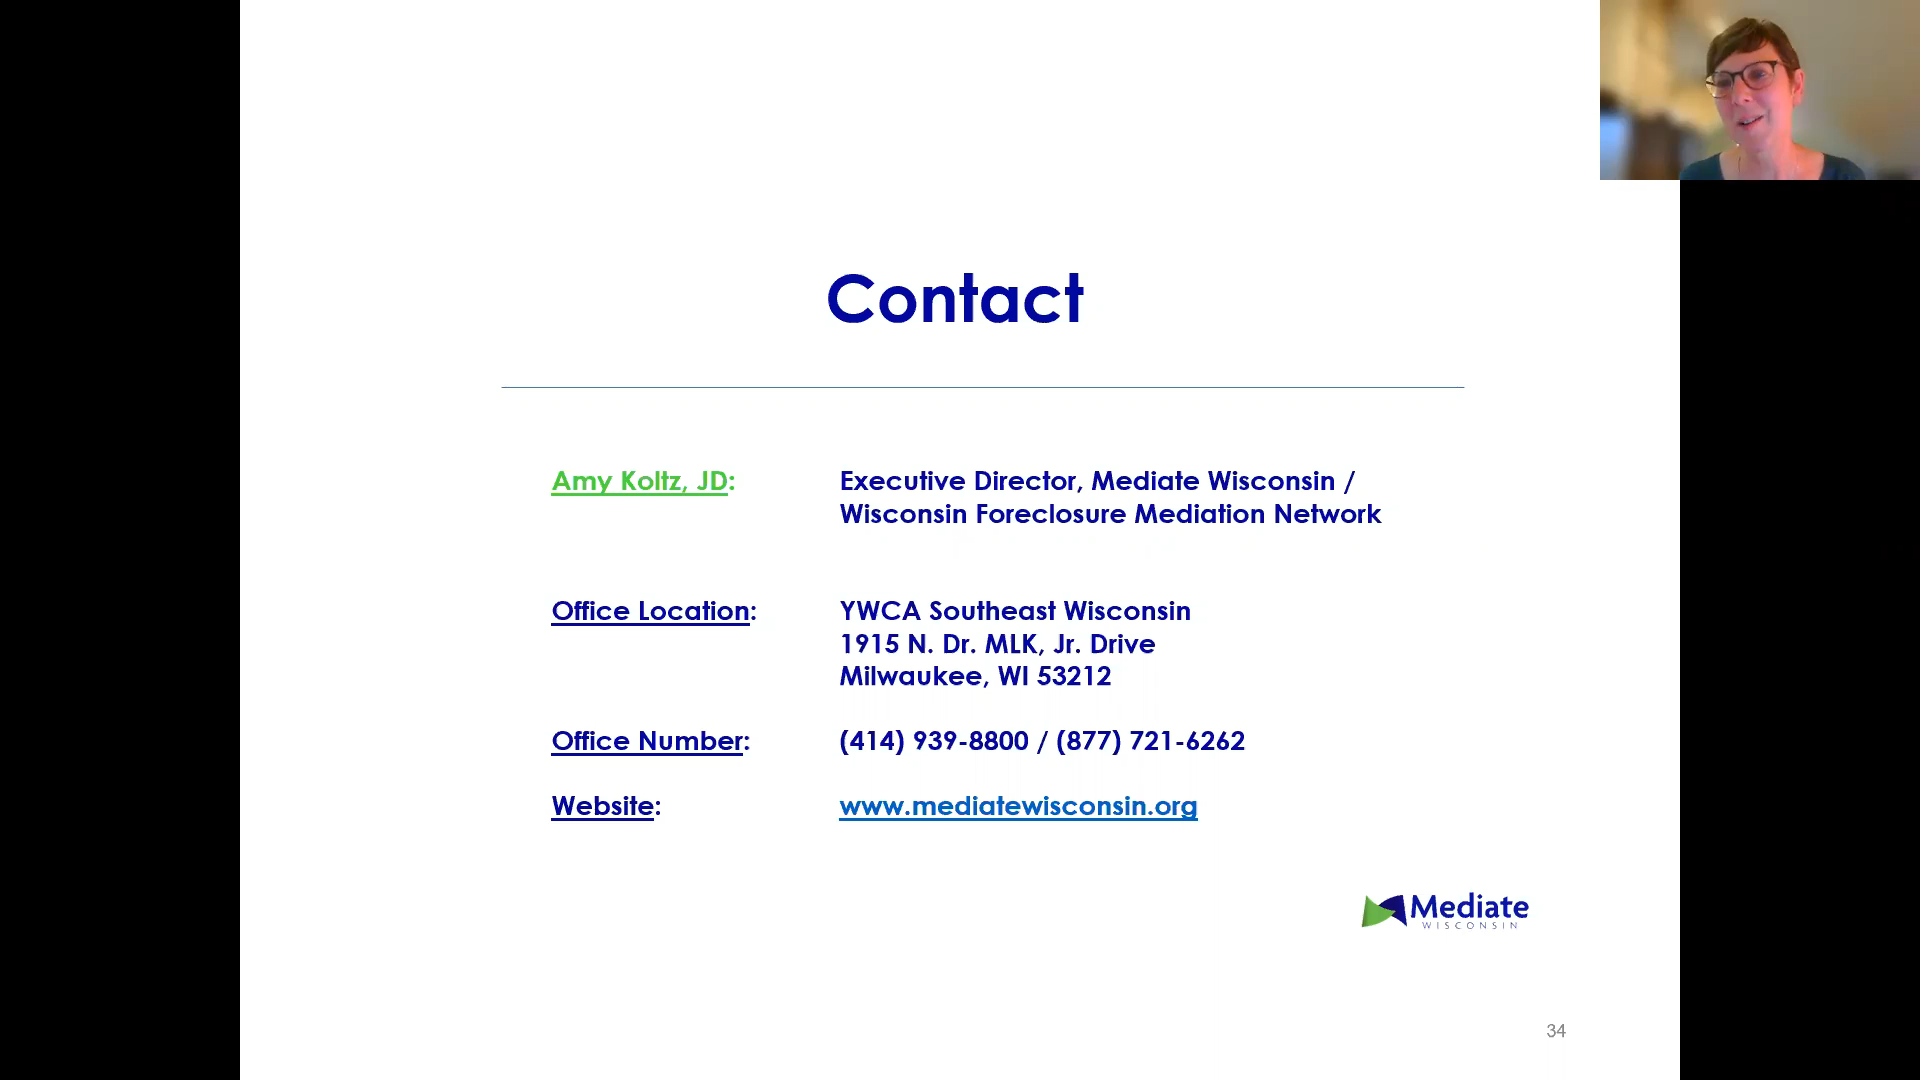 Contact
Amy Koltz, JD: Executive Director, Mediate Wisconsin /
Wisconsin Foreclosure Mediation Network
Office Location: YWCA Southeast Wisconsin
1915 N. Dr. MLK, Jr. Drive
Milwaukee, WI 53212
Office Number: (414) 939-8800 / (877) 721-6262
Website: www.mediatewisconsin.org
Mediate
WISCONSIN
34